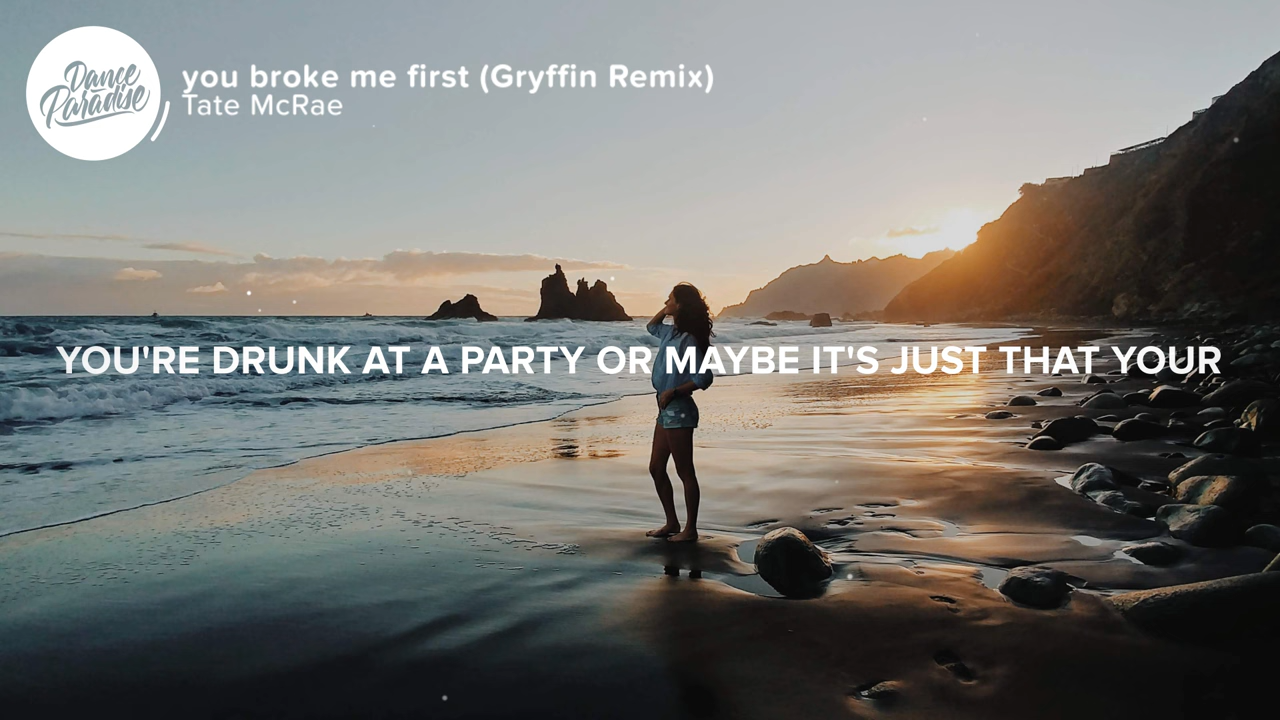 Dance
Paradise
you broke me first (Gryffin Remix)
Tate McRae
YOU'RE DRUNK AT A PARTY OR MAYBE IT'S JUST THAT YOUR